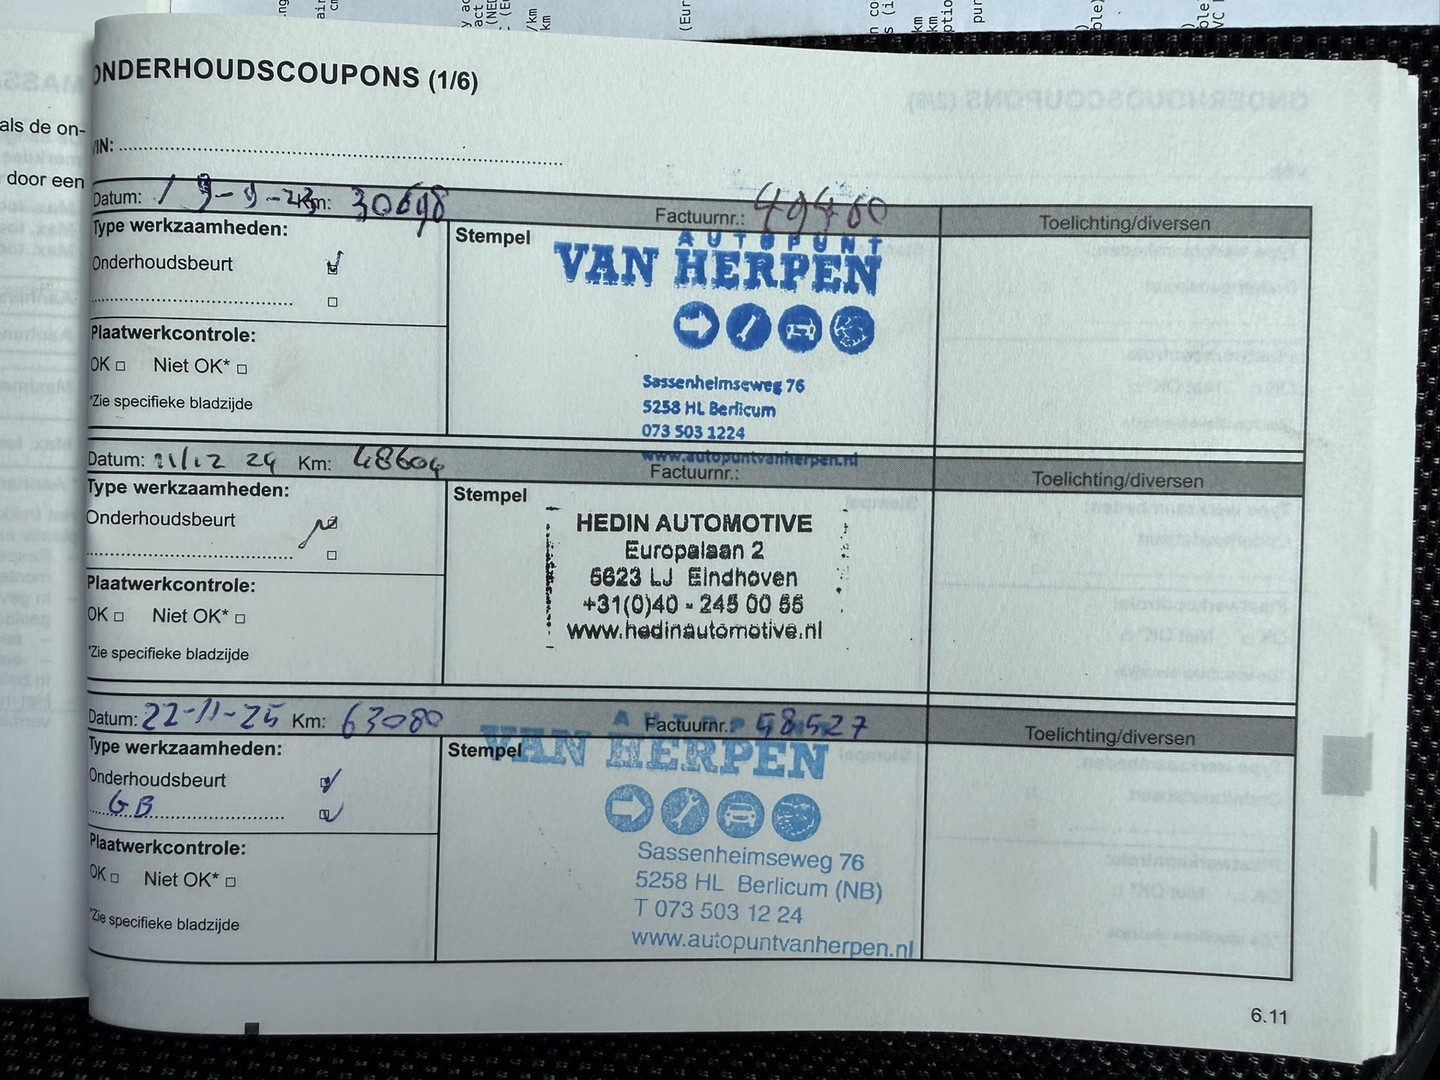 ONDERHOUDSCOUPONS (1/6)
als de on-
door een
VIN:
Datum: 19-9-23 Km: 30698 Factuurnr.: 49460 Toelichting/diversen
Type werkzaamheden:
Onderhoudsbeurt
Plaatwerkcontrole:
OK □ Niet OK* □
*Zie specifieke bladzijde
Stempel
AUTOPUNT
VAN HERPEN
Sassenheimseweg 76
5258 HL Berlicum
073 503 1224
www.autopuntvanherpen.nl
Datum: 11/12 24 Km: 48604 Factuurnr.: Toelichting/diversen
Type werkzaamheden:
Onderhoudsbeurt
Plaatwerkcontrole:
OK □ Niet OK* □
*Zie specifieke bladzijde
Stempel
HEDIN AUTOMOTIVE
Europalaan 2
5623 LJ Eindhoven
+31(0)40 - 245 00 55
www.hedinautomotive.nl
Datum: 22-11-25 Km: 63080 Factuurnr.: 58527 Toelichting/diversen
Type werkzaamheden:
Onderhoudsbeurt
GB
Plaatwerkcontrole:
OK □ Niet OK* □
*Zie specifieke bladzijde
Stempel
AUTOPUNT
VAN HERPEN
Sassenheimseweg 76
5258 HL Berlicum (NB)
T 073 503 12 24
www.autopuntvanherpen.nl
6.11